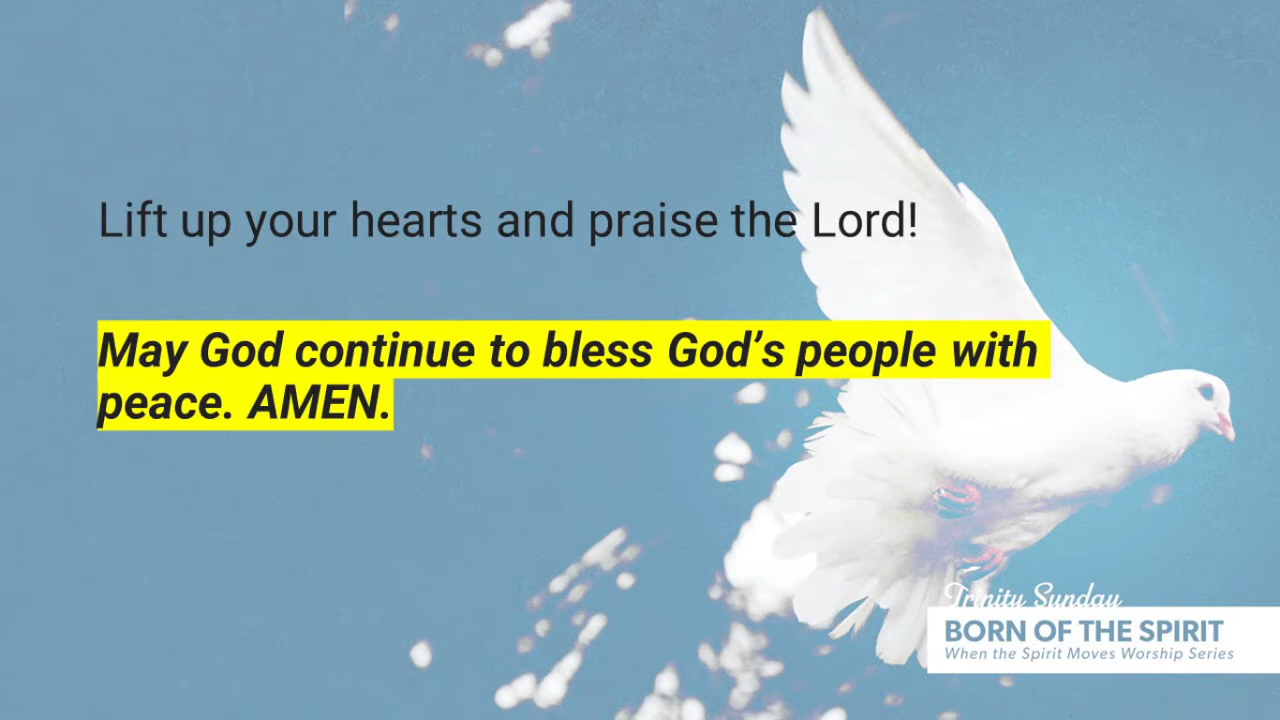 Lift up your hearts and praise the Lord!
May God continue to bless God’s people with
peace. AMEN.
Trinity Sunday
BORN OF THE SPIRIT
When the Spirit Moves Worship Series